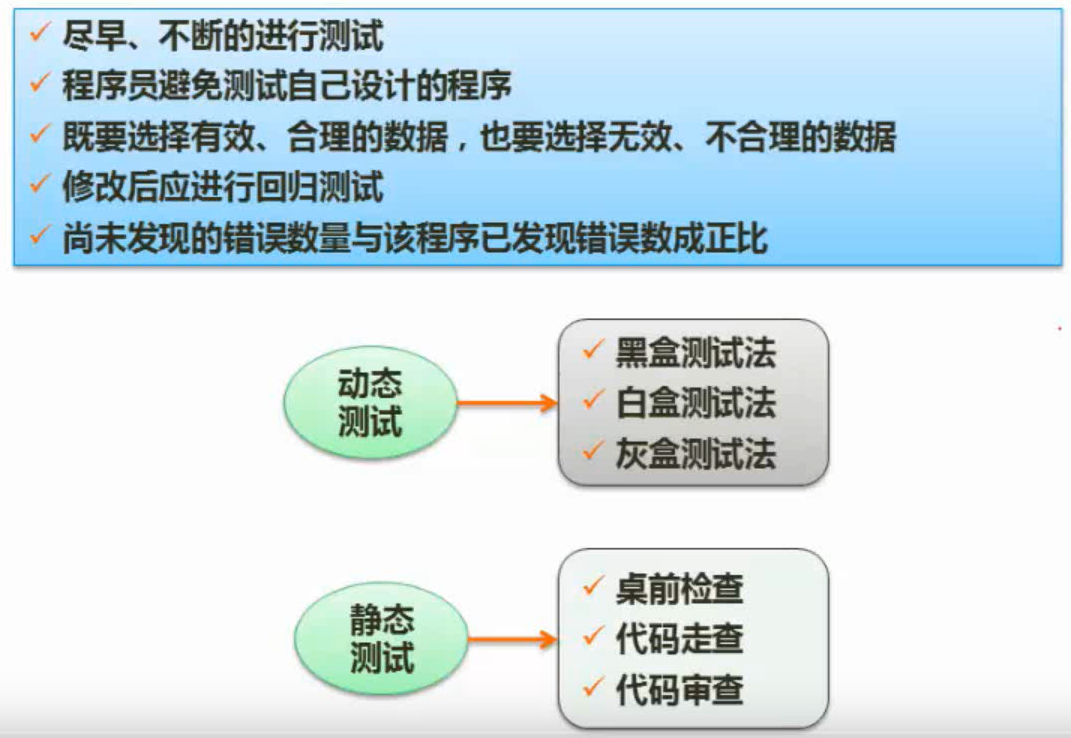 尽早、不断的进行测试
程序员避免测试自己设计的程序
既要选择有效、合理的数据，也要选择无效、不合理的数据
修改后应进行回归测试
尚未发现的错误数量与该程序已发现错误数成正比
动态
测试
黑盒测试法
白盒测试法
灰盒测试法
静态
测试
桌前检查
代码走查
代码审查